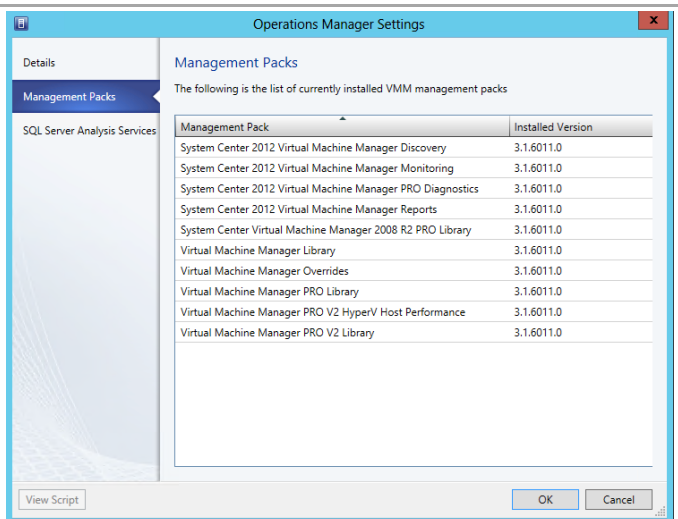 Operations Manager Settings
x
Details
Management Packs
SQL Server Analysis Services
Management Packs
The following is the list of currently installed VMM management packs
Management Pack Installed Version
System Center 2012 Virtual Machine Manager Discovery 3.1.6011.0
System Center 2012 Virtual Machine Manager Monitoring 3.1.6011.0
System Center 2012 Virtual Machine Manager PRO Diagnostics 3.1.6011.0
System Center 2012 Virtual Machine Manager Reports 3.1.6011.0
System Center Virtual Machine Manager 2008 R2 PRO Library 3.1.6011.0
Virtual Machine Manager Library 3.1.6011.0
Virtual Machine Manager Overrides 3.1.6011.0
Virtual Machine Manager PRO Library 3.1.6011.0
Virtual Machine Manager PRO V2 HyperV Host Performance 3.1.6011.0
Virtual Machine Manager PRO V2 Library 3.1.6011.0
View Script OK Cancel